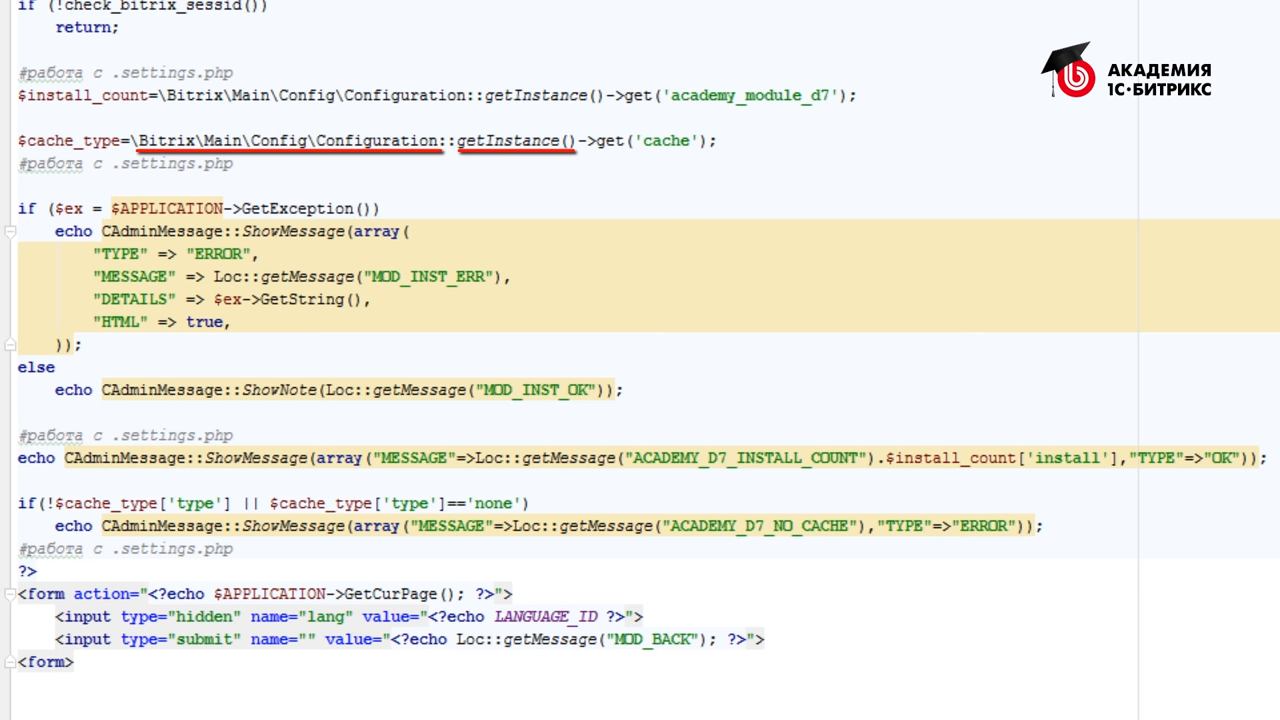 if (!check_bitrix_sessid())
return;
#работа с .settings.php
$install_count=\Bitrix\Main\Config\Configuration::getInstance()->get('academy_module_d7');
$cache_type=\Bitrix\Main\Config\Configuration::getInstance()->get('cache');
#работа с .settings.php
if ($ex = $APPLICATION->GetException())
echo CAdminMessage::ShowMessage(array(
"TYPE" => "ERROR",
"MESSAGE" => Loc::getMessage("MOD_INST_ERR"),
"DETAILS" => $ex->GetString(),
"HTML" => true,
));
else
echo CAdminMessage::ShowNote(Loc::getMessage("MOD_INST_OK"));
#работа с .settings.php
echo CAdminMessage::ShowMessage(array("MESSAGE"=>Loc::getMessage("ACADEMY_D7_INSTALL_COUNT").$install_count['install'],"TYPE"=>"OK"));
if(!$cache_type['type'] || $cache_type['type']=='none')
echo CAdminMessage::ShowMessage(array("MESSAGE"=>Loc::getMessage("ACADEMY_D7_NO_CACHE"),"TYPE"=>"ERROR"));
#работа с .settings.php
?>
<form action="<?echo $APPLICATION->GetCurPage(); ?>">
<input type="hidden" name="lang" value="<?echo LANGUAGE_ID ?>">
<input type="submit" name="" value="<?echo Loc::getMessage("MOD_BACK"); ?>">
<form>
АКАДЕМИЯ
1С·БИТРИКС